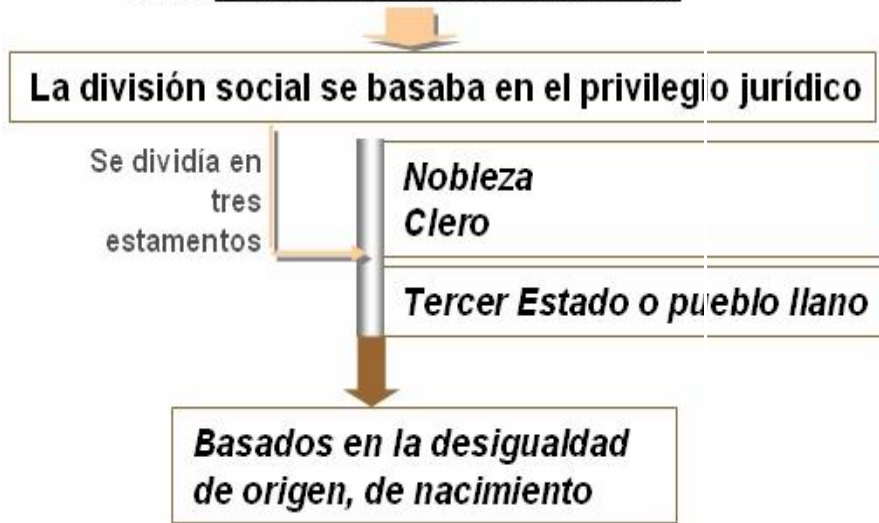 La división social se basaba en el privilegio jurídico
Se dividía en
tres
estamentos
Nobleza
Clero
Tercer Estado o pueblo llano
Basados en la desigualdad
de origen, de nacimiento